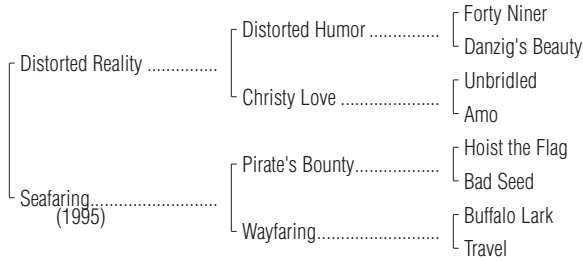 Forty Niner
Distorted Humor ................
Danzig's Beauty
Distorted Reality ................
Unbridled
Christy Love ......................
Amo
Hoist the Flag
Pirate's Bounty...................
Bad Seed
Seafaring.............................
(1995)
Buffalo Lark
Wayfaring............................
Travel